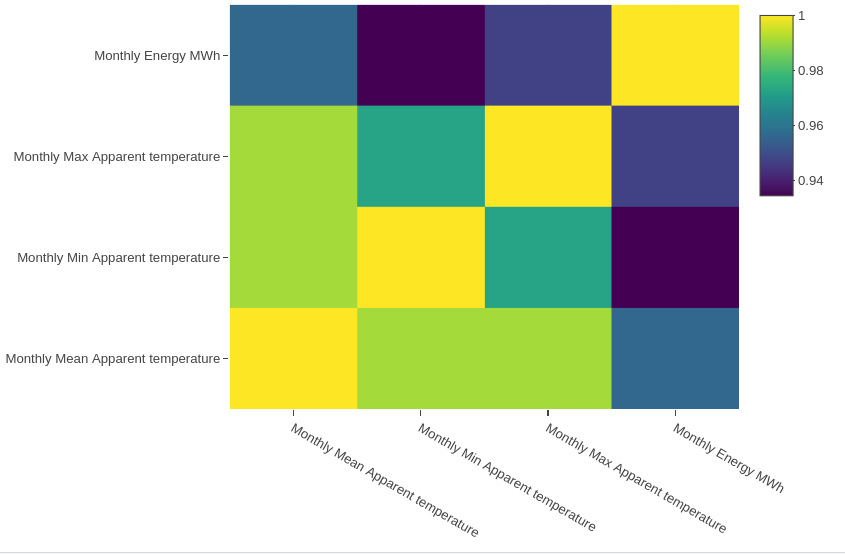 Monthly Energy MWh
Monthly Max Apparent temperature
Monthly Min Apparent temperature
Monthly Mean Apparent temperature
Monthly Mean Apparent temperature
Monthly Min Apparent temperature
Monthly Max Apparent temperature
Monthly Energy MWh
1
0.98
0.96
0.94